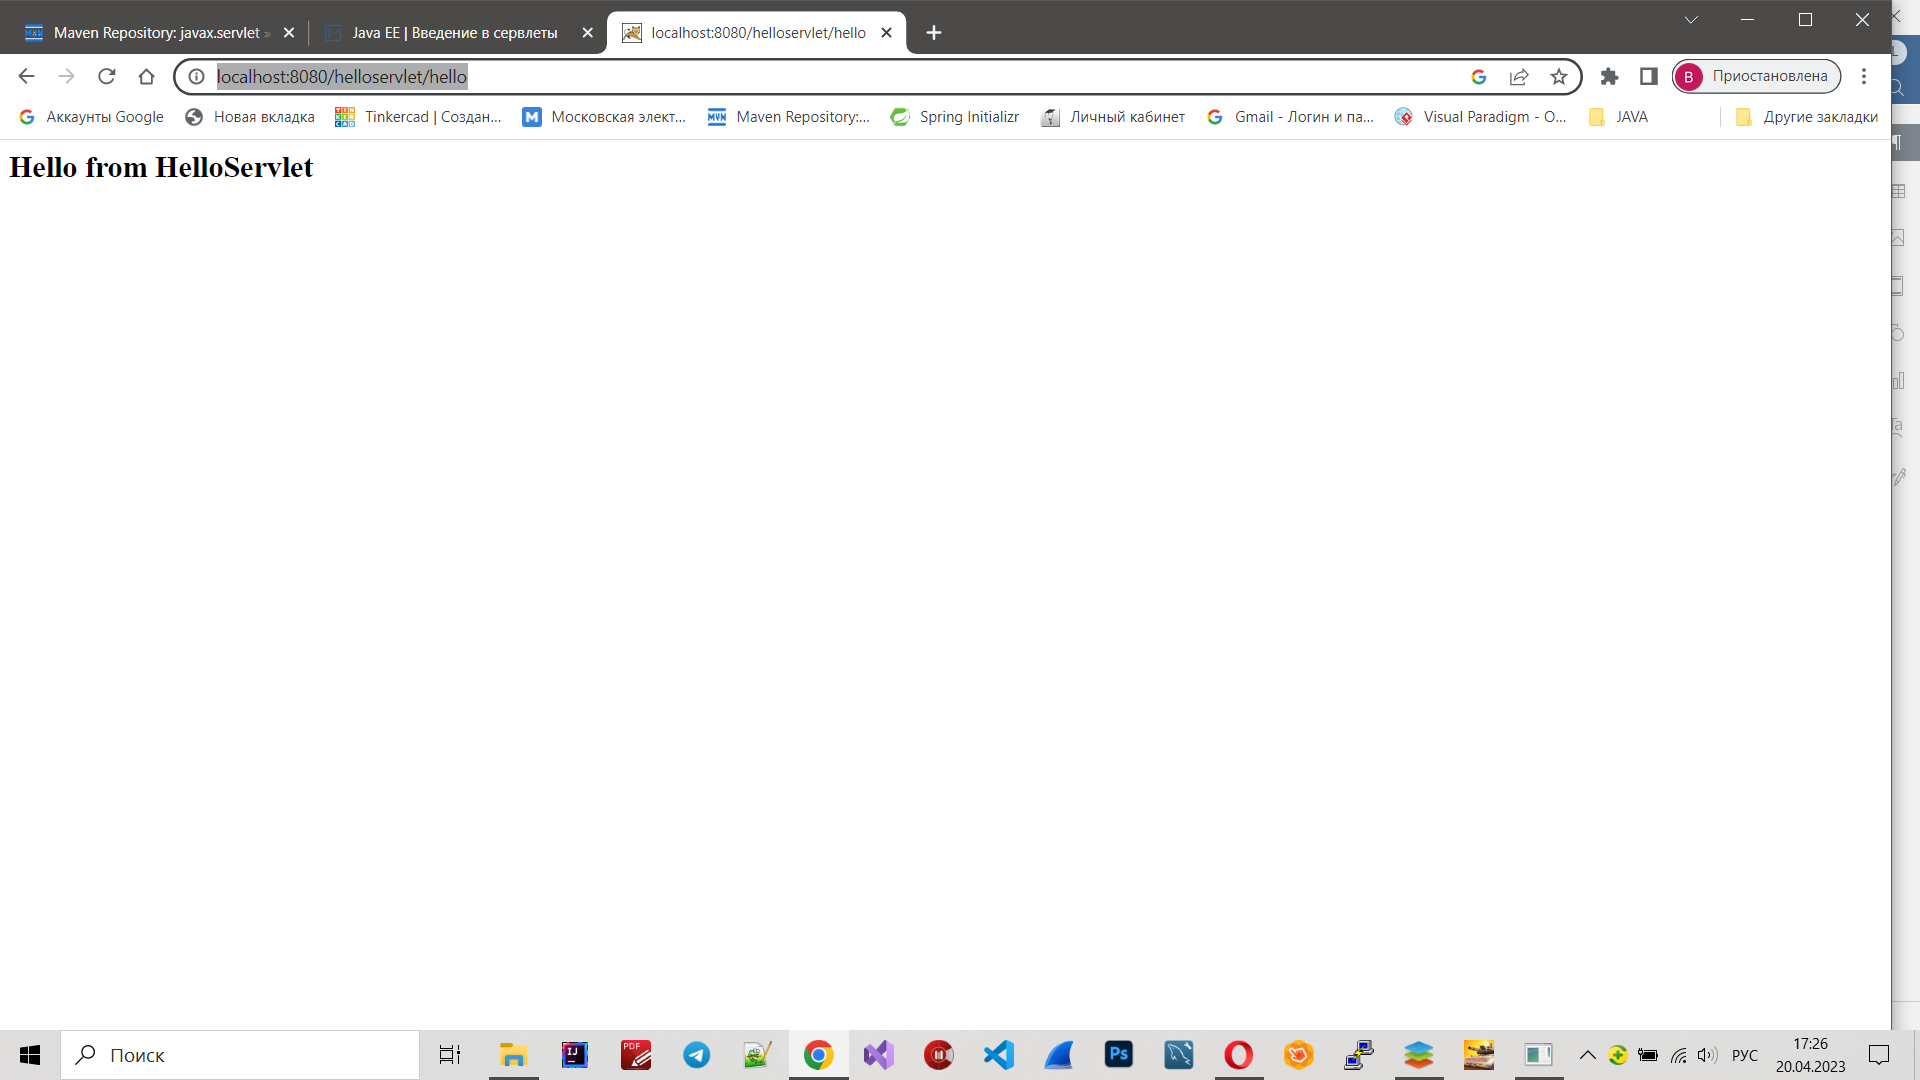 Maven Repository: javax.servlet »
Java EE | Введение в сервлеты
localhost:8080/helloservlet/hello
localhost:8080/helloservlet/hello
B Приостановлена
Аккаунты Google
Новая вкладка
Tinkercad | Создан...
Московская элект...
Maven Repository:...
Spring Initializr
Личный кабинет
Gmail - Логин и па...
Visual Paradigm - O...
JAVA
Другие закладки
Hello from HelloServlet
Поиск
РУС
17:26
20.04.2023